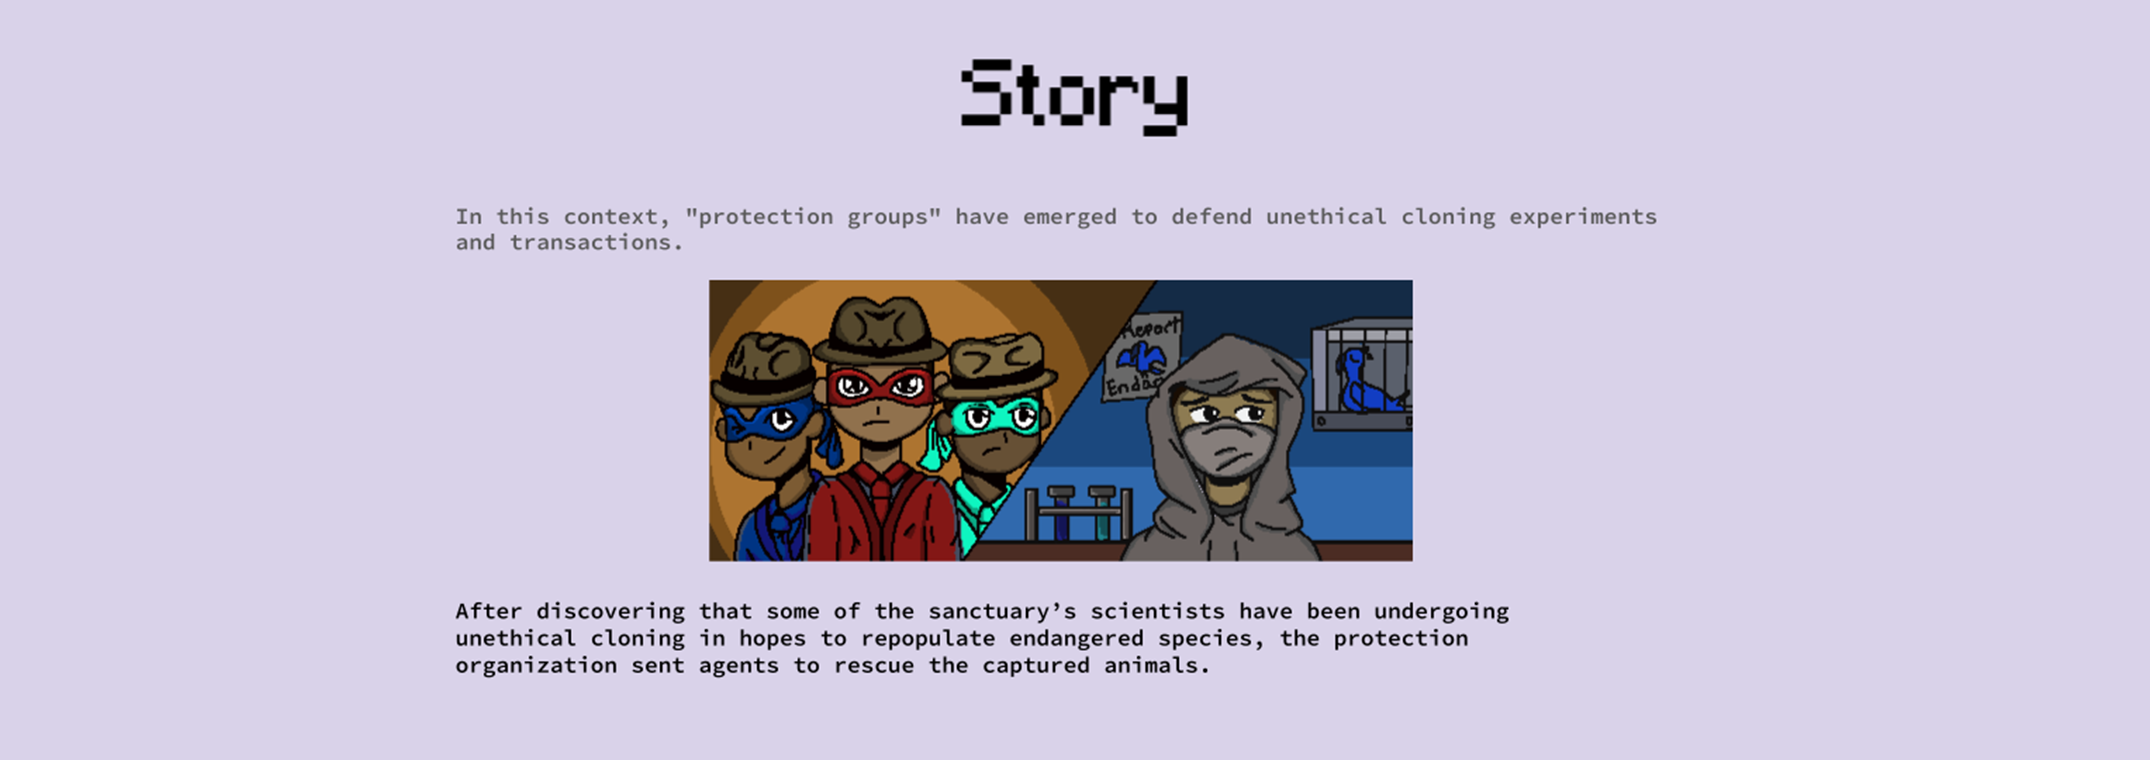 Story
In this context, "protection groups" have emerged to defend unethical cloning experiments
and transactions.
Report
After discovering that some of the sanctuary’s scientists have been undergoing
unethical cloning in hopes to repopulate endangered species, the protection
organization sent agents to rescue the captured animals.